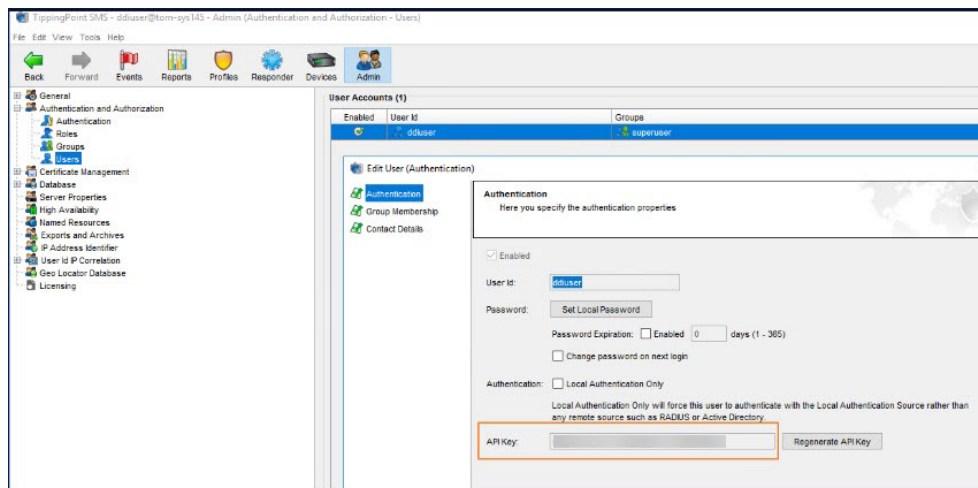 TippingPoint SMS - ddiuser@tom-sys145 - Admin (Authentication and Authorization - Users)
File Edit View Tools Help
Back Forward Events Reports Profiles Responder Devices Admin
General
Authentication and Authorization
Authentication
Roles
Groups
Users
Certificate Management
Database
Server Properties
High Availability
Named Resources
Exports and Archives
IP Address Identifier
User Id IP Correlation
Geo Locator Database
Licensing
User Accounts (1)
Enabled User Id Groups
ddiuser superuser
Edit User (Authentication)
Authentication
Group Membership
Contact Details
Authentication
Here you specify the authentication properties
Enabled
User Id: ddiuser
Password: Set Local Password
Password Expiration: Enabled 0 days (1 - 365)
Change password on next login
Authentication: Local Authentication Only
Local Authentication Only will force this user to authenticate with the Local Authentication Source rather than
any remote source such as RADIUS or Active Directory.
API Key: Regenerate API Key